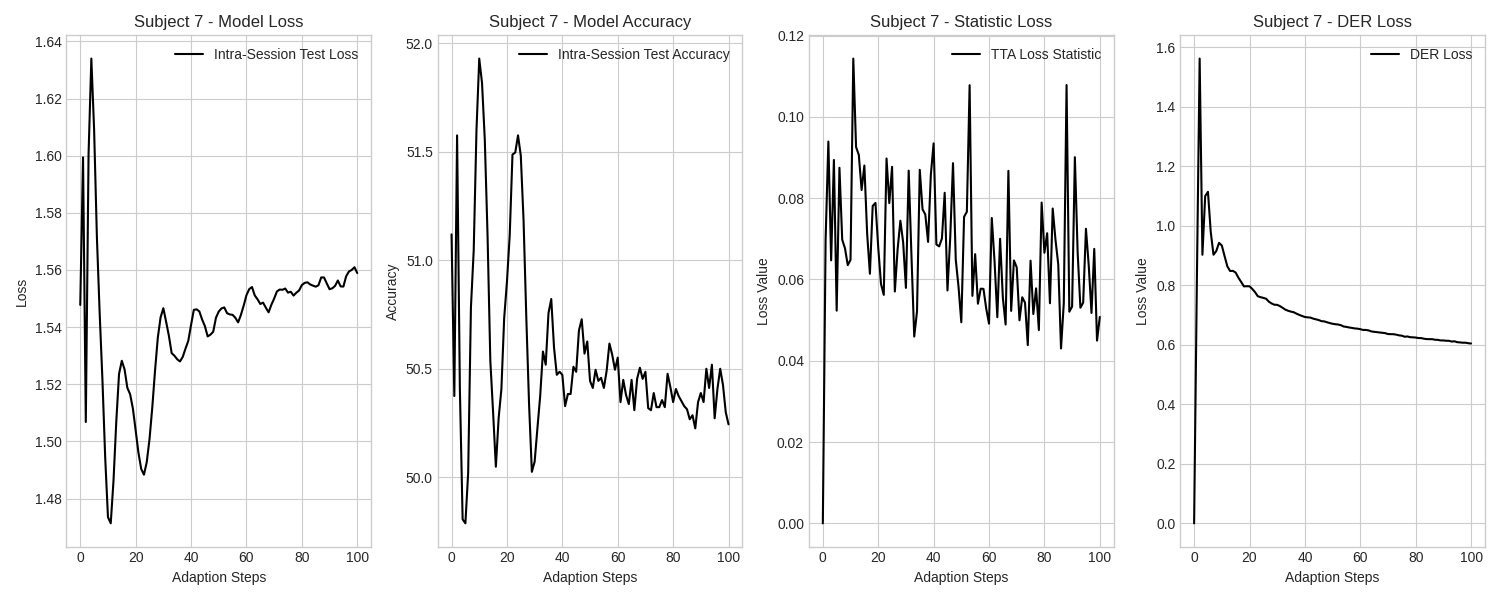 Subject 7 - Model Loss
Intra-Session Test Loss
1.64
1.62
1.60
1.58
1.56
1.54
1.52
1.50
1.48
Loss
0 20 40 60 80 100
Adaption Steps
Subject 7 - Model Accuracy
Intra-Session Test Accuracy
52.0
51.5
51.0
50.5
50.0
Accuracy
0 20 40 60 80 100
Adaption Steps
Subject 7 - Statistic Loss
TTA Loss Statistic
0.12
0.10
0.08
0.06
0.04
0.02
0.00
Loss Value
0 20 40 60 80 100
Adaption Steps
Subject 7 - DER Loss
DER Loss
1.6
1.4
1.2
1.0
0.8
0.6
0.4
0.2
0.0
Loss Value
0 20 40 60 80 100
Adaption Steps